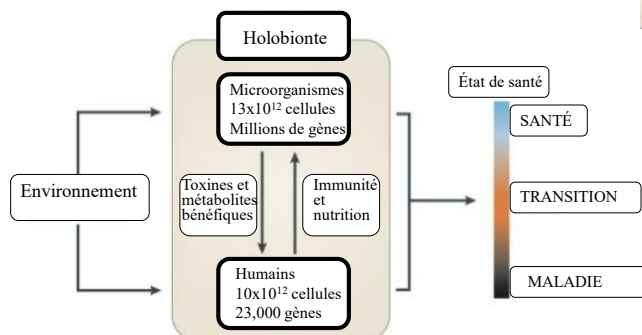 Holobionte
État de santé
Microorganismes
13x10¹² cellules
Millions de gènes
SANTÉ
Environnement
Toxines et
métabolites
bénéfiques
Immunité
et
nutrition
TRANSITION
Humains
10x10¹² cellules
23,000 gènes
MALADIE